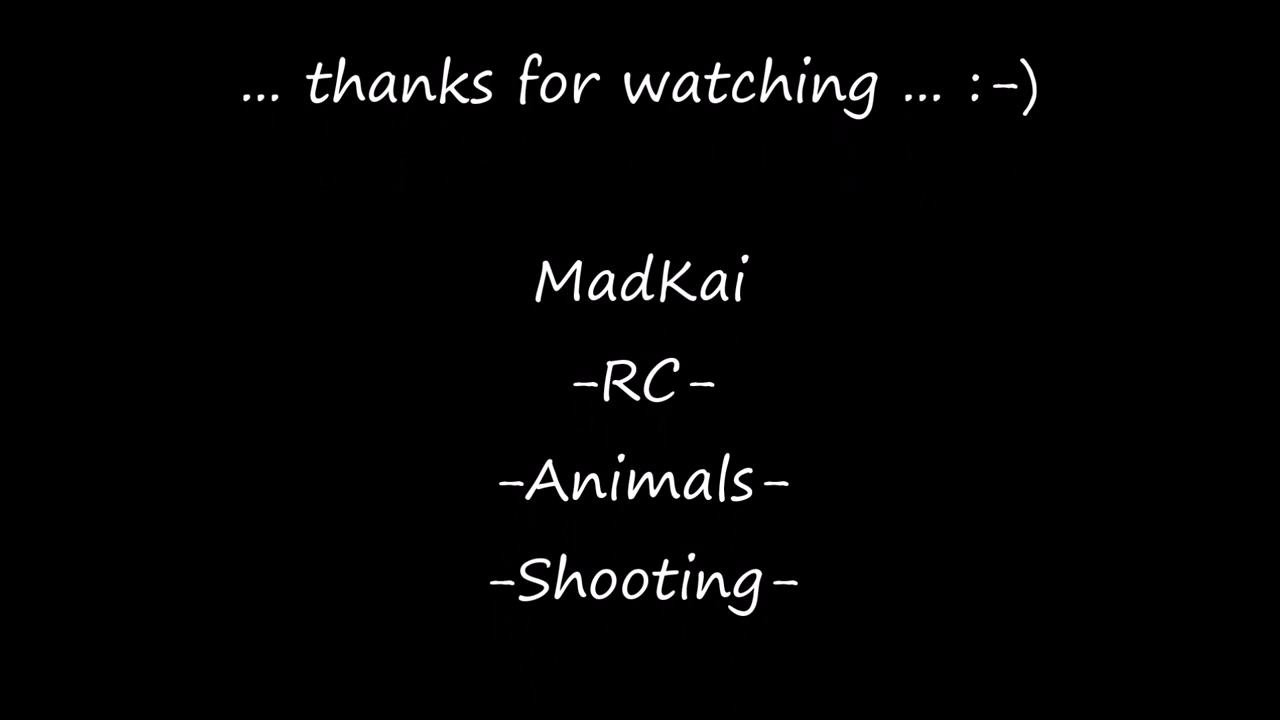 ... thanks for watching ... :-)
MadKai
-RC-
-Animals-
-Shooting-